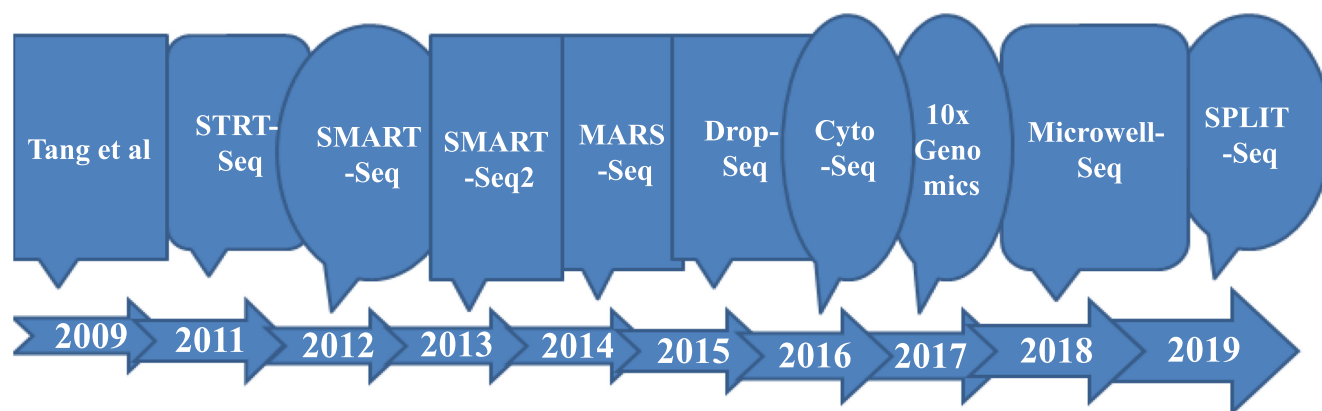 Tang et al
STRT-
Seq
SMART
-Seq
SMART
-Seq2
MARS
-Seq
Drop-
Seq
Cyto
-Seq
10x
Geno
mics
Microwell-
Seq
SPLIT
-Seq
2009
2011
2012
2013
2014
2015
2016
2017
2018
2019